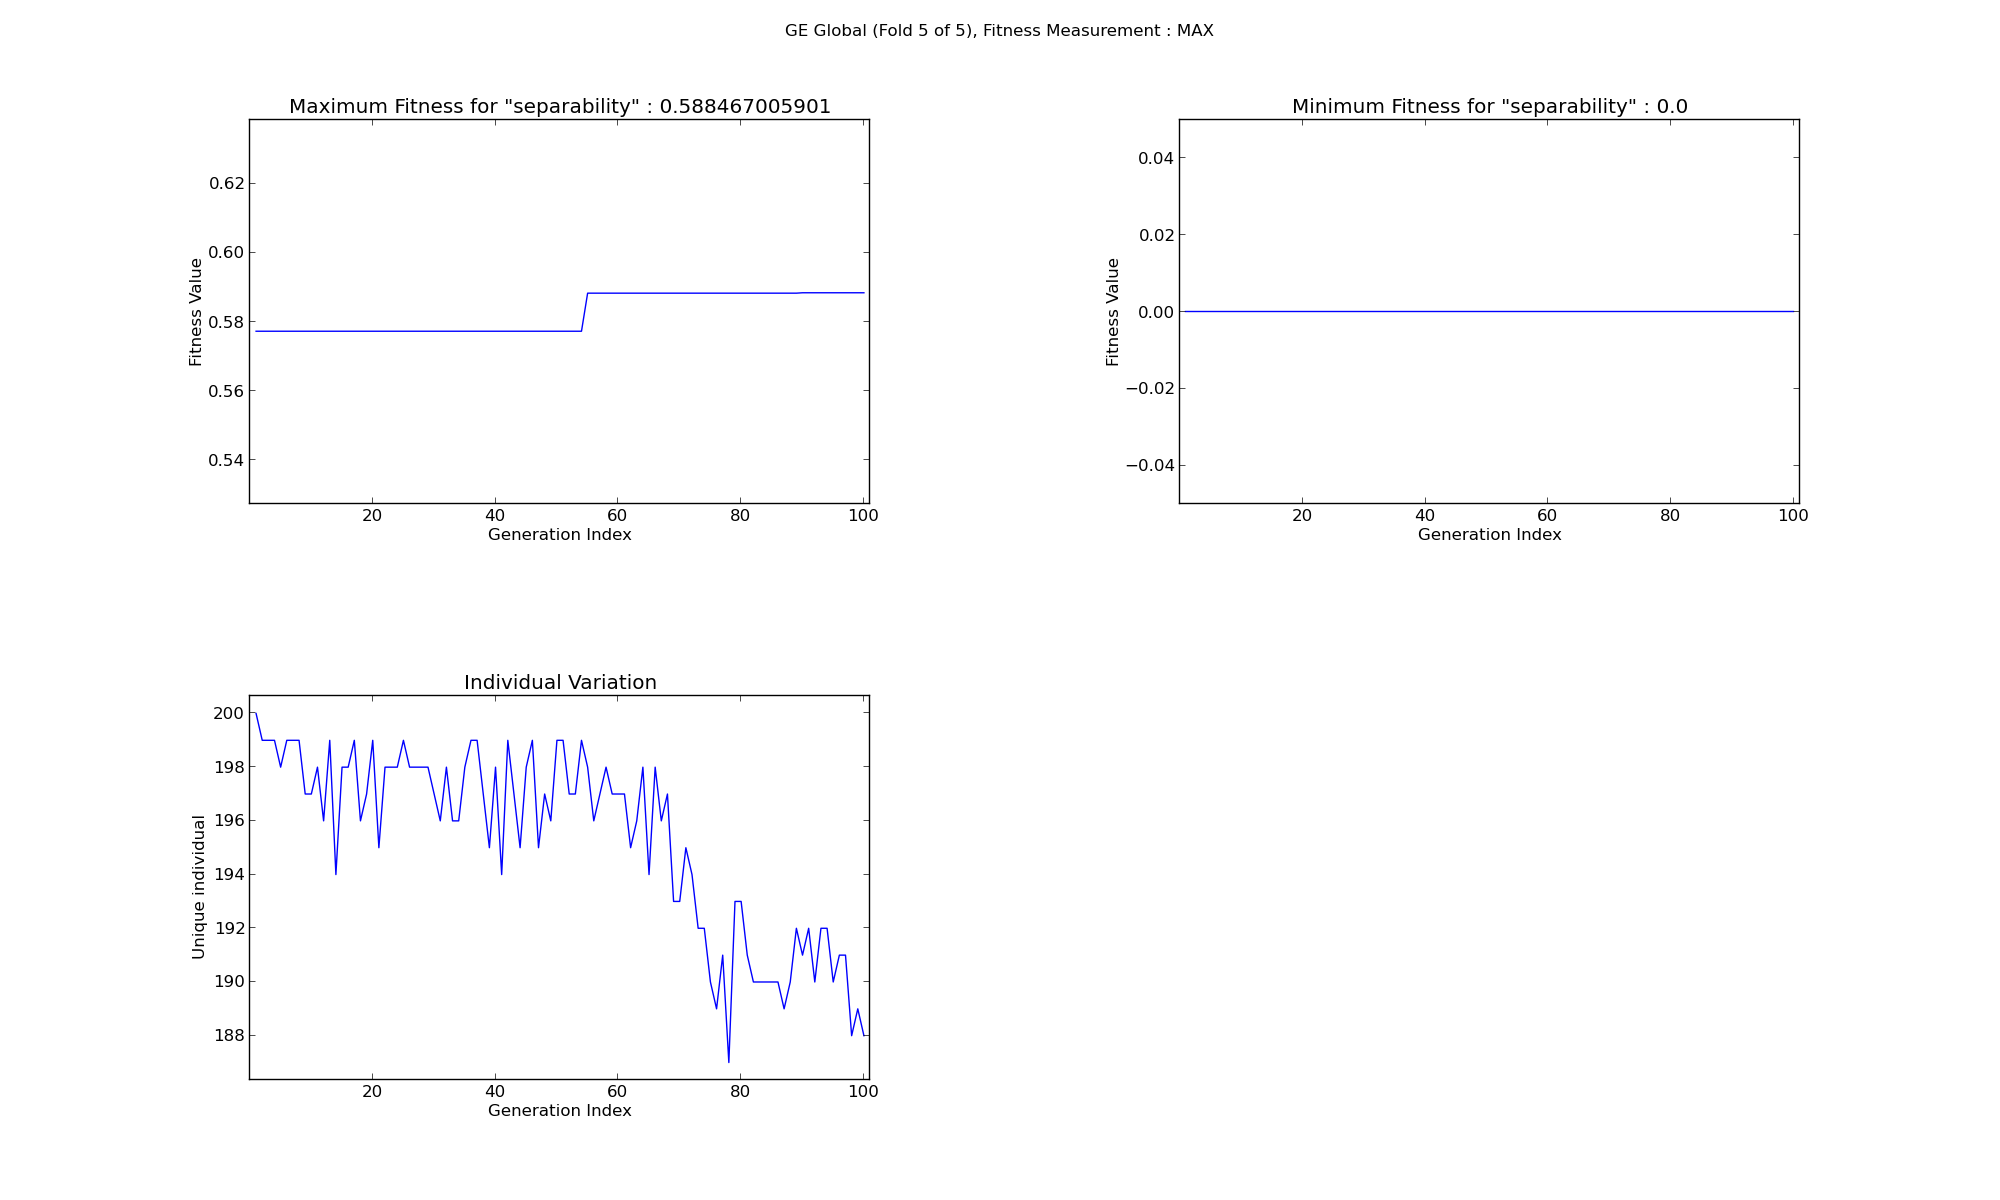 GE Global (Fold 5 of 5), Fitness Measurement : MAX
Maximum Fitness for "separability" : 0.588467005901
0.62
0.60
0.58
0.56
0.54
Fitness Value
20 40 60 80 100
Generation Index
Minimum Fitness for "separability" : 0.0
0.04
0.02
0.00
−0.02
−0.04
Fitness Value
20 40 60 80 100
Generation Index
Individual Variation
200
198
196
194
192
190
188
Unique individual
20 40 60 80 100
Generation Index